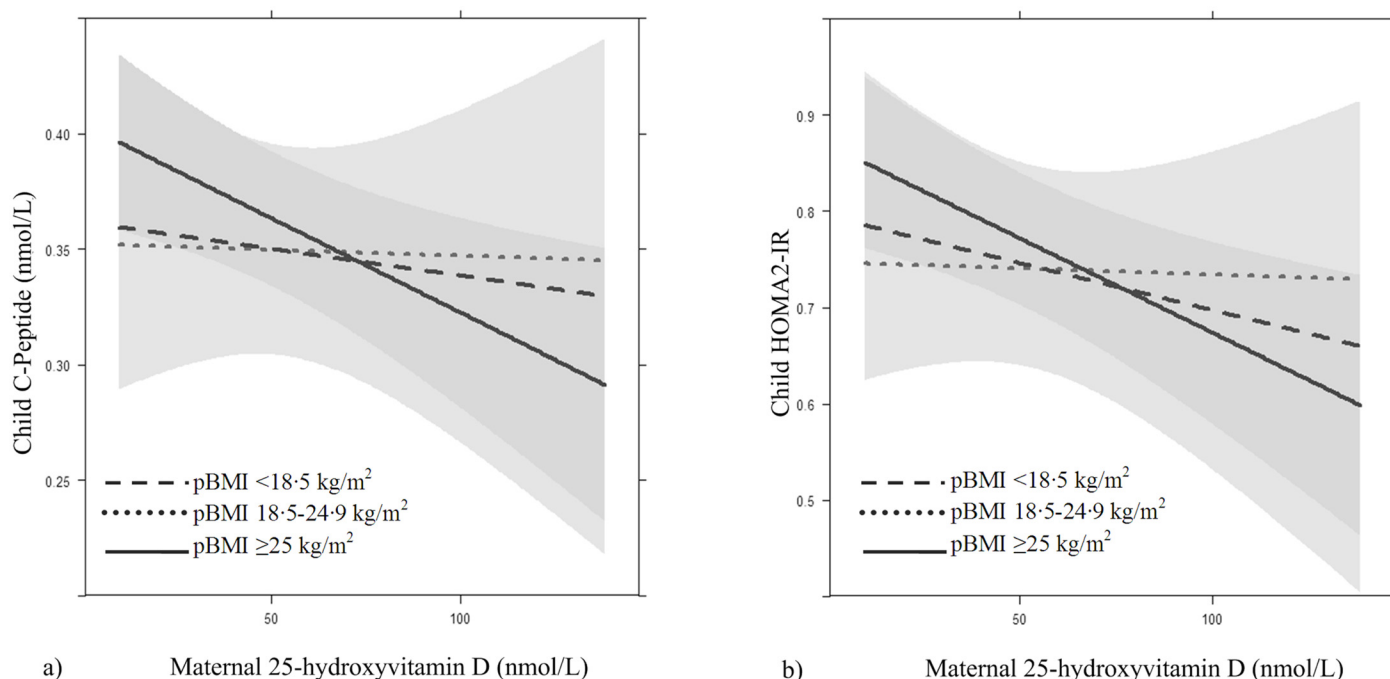 0.40
0.35
0.30
0.25
Child C-Peptide (nmol/L)
pBMI <18·5 kg/m²
pBMI 18·5-24·9 kg/m²
pBMI ≥25 kg/m²
50
100
a)
Maternal 25-hydroxyvitamin D (nmol/L)
0.9
0.8
0.7
0.6
0.5
Child HOMA2-IR
pBMI <18·5 kg/m²
pBMI 18·5-24·9 kg/m²
pBMI ≥25 kg/m²
50
100
b)
Maternal 25-hydroxyvitamin D (nmol/L)